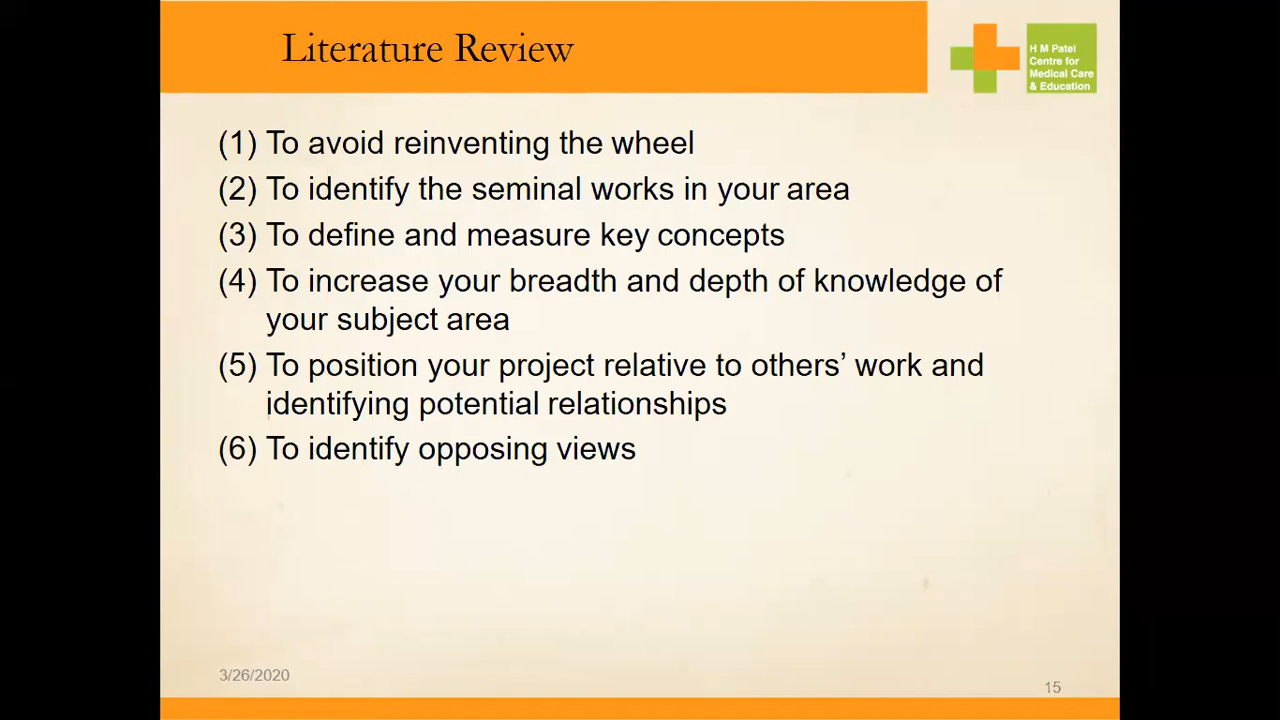 Literature Review
H M Patel
Centre for
Medical Care
& Education
(1) To avoid reinventing the wheel
(2) To identify the seminal works in your area
(3) To define and measure key concepts
(4) To increase your breadth and depth of knowledge of
your subject area
(5) To position your project relative to others’ work and
identifying potential relationships
(6) To identify opposing views
3/26/2020
15